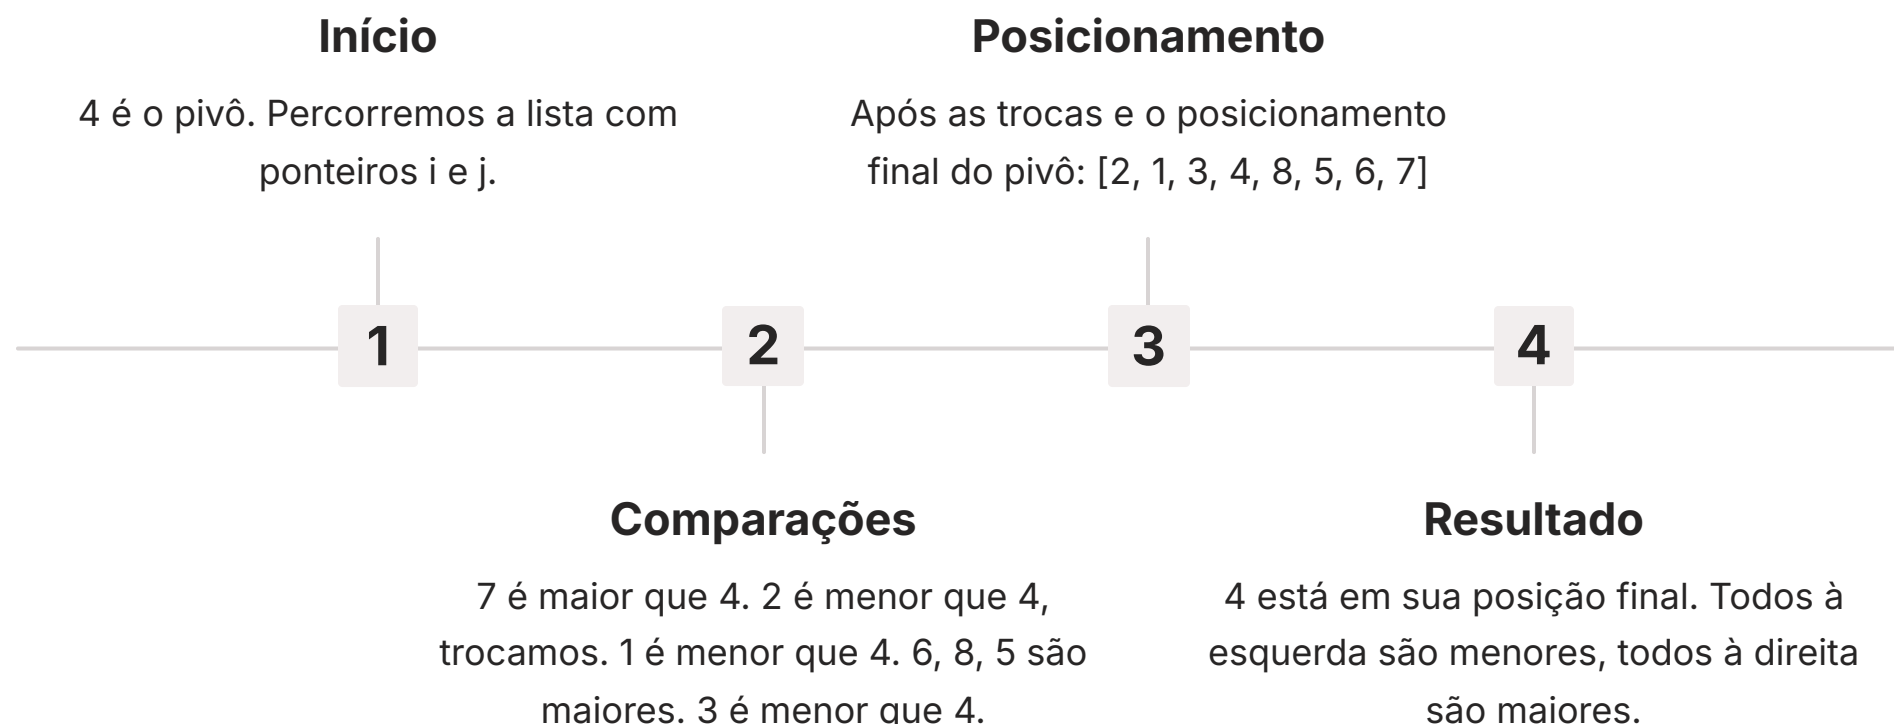 Início
4 é o pivô. Percorremos a lista com
ponteiros i e j.
Posicionamento
Após as trocas e o posicionamento
final do pivô: [2, 1, 3, 4, 8, 5, 6, 7]
1
2
3
4
Comparações
7 é maior que 4. 2 é menor que 4,
trocamos. 1 é menor que 4. 6, 8, 5 são
maiores. 3 é menor que 4.
Resultado
4 está em sua posição final. Todos à
esquerda são menores, todos à direita
são maiores.